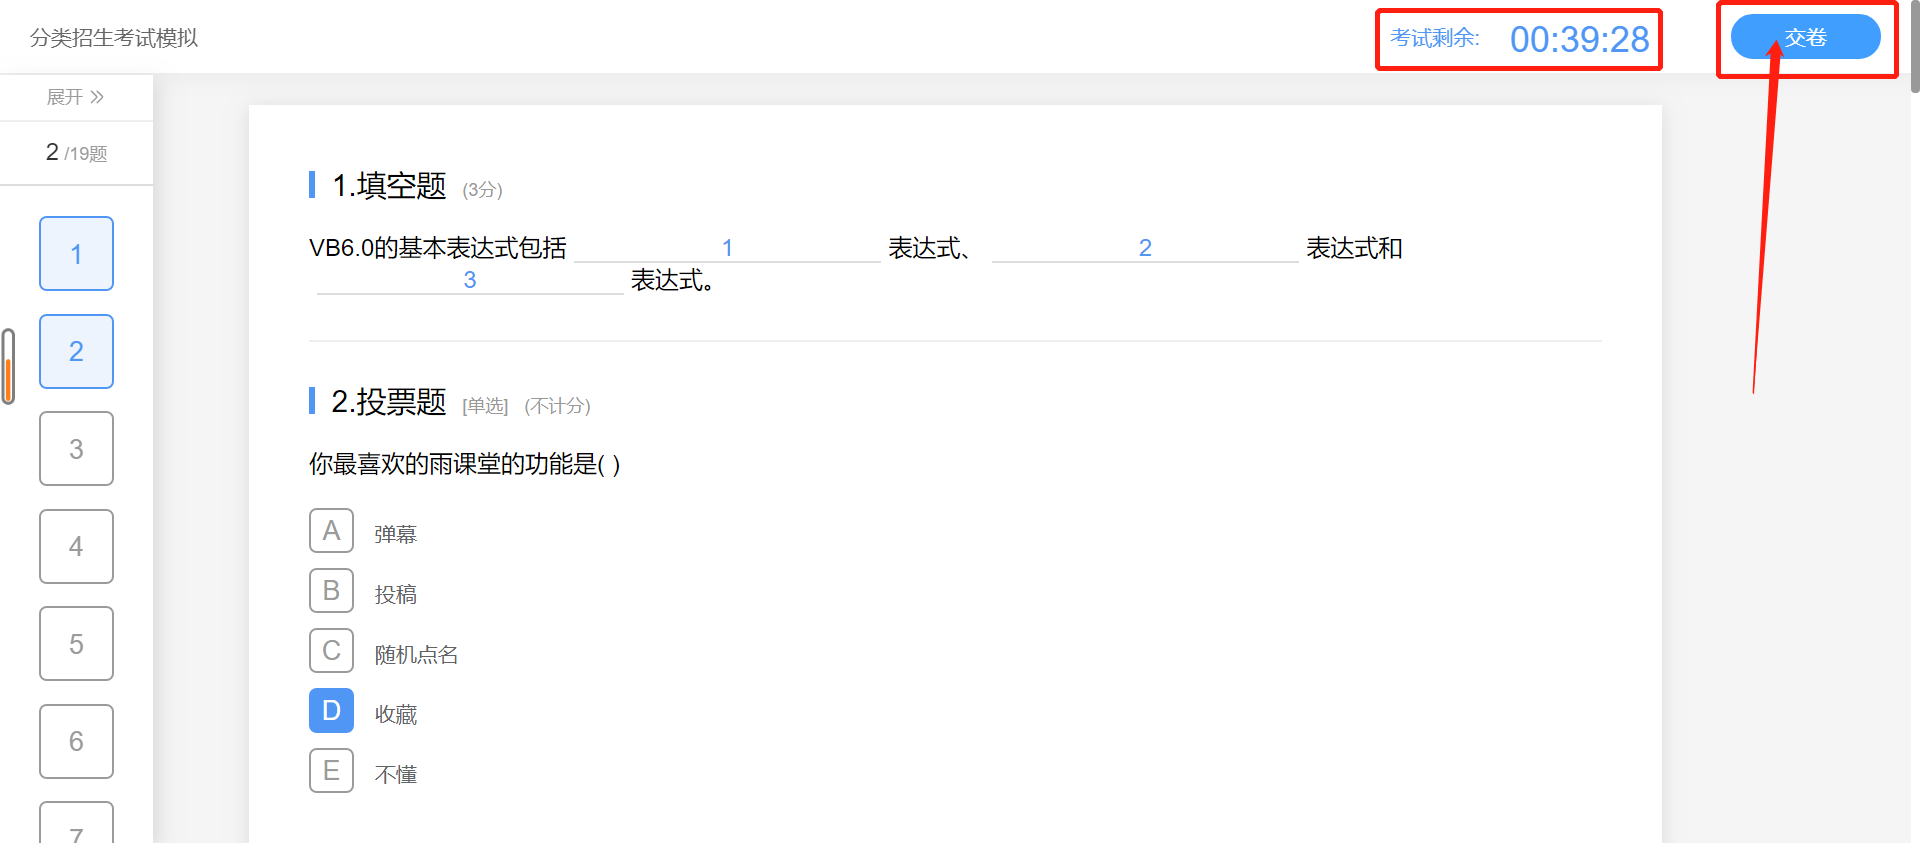 分类招生考试模拟
考试剩余: 00:39:28
交卷
展开
2 /19题
1
2
3
4
5
6
7
1.填空题 (3分)
VB6.0的基本表达式包括 1 表达式、 2 表达式和
3 表达式。
2.投票题 [单选] (不计分)
你最喜欢的雨课堂的功能是( )
A 弹幕
B 投稿
C 随机点名
D 收藏
E 不懂